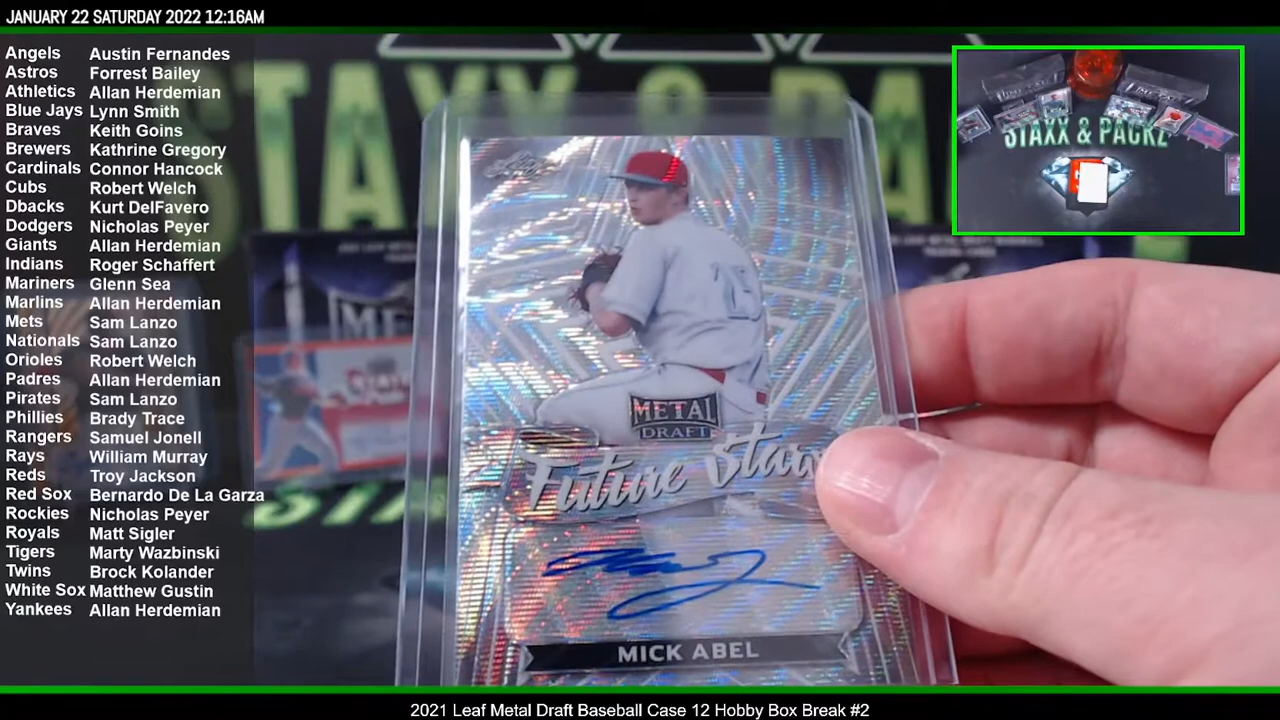 JANUARY 22 SATURDAY 2022 12:16AM
Angels Austin Fernandes
Astros Forrest Bailey
Athletics Allan Herdemian
Blue Jays Lynn Smith
Braves Keith Goins
Brewers Kathrine Gregory
Cardinals Connor Hancock
Cubs Robert Welch
Dbacks Kurt DelFavero
Dodgers Nicholas Peyer
Giants Allan Herdemian
Indians Roger Schaffert
Mariners Glenn Sea
Marlins Allan Herdemian
Mets Sam Lanzo
Nationals Sam Lanzo
Orioles Robert Welch
Padres Allan Herdemian
Pirates Sam Lanzo
Phillies Brady Trace
Rangers Samuel Jonell
Rays William Murray
Reds Troy Jackson
Red Sox Bernardo De La Garza
Rockies Nicholas Peyer
Royals Matt Sigler
Tigers Marty Wazbinski
Twins Brock Kolander
White Sox Matthew Gustin
Yankees Allan Herdemian
STAXX & PA
STAXX & PACKZ
Leaf
15
METAL
DRAFT
Future Stars
MICK ABEL
2021 Leaf Metal Draft Baseball Case 12 Hobby Box Break #2